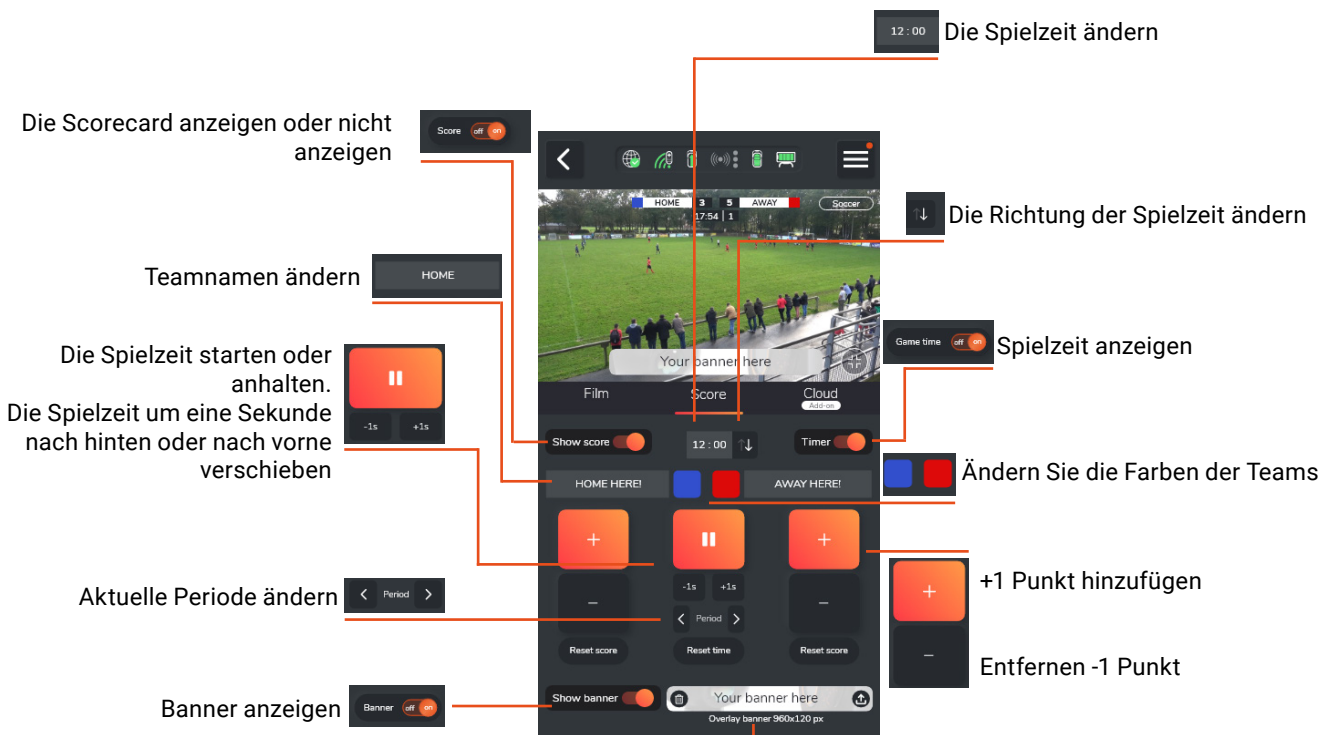 12 : 00
Die Spielzeit ändern
Die Scorecard anzeigen oder nicht
anzeigen
Score off on
Die Richtung der Spielzeit ändern
Teamnamen ändern
HOME
Die Spielzeit starten oder
anhalten.
Die Spielzeit um eine Sekunde
nach hinten oder nach vorne
verschieben
-1s +1s
Aktuelle Periode ändern
Period
Banner anzeigen
Banner off on
HOME 3 5 AWAY
17:54 1
Soccer
Your banner here
Film Score Cloud
Add-on
Show score 12 : 00 Timer
HOME HERE! AWAY HERE!
+ +
-1s +1s
– –
Period
Reset score Reset time Reset score
Show banner Your banner here
Overlay banner 960x120 px
Game time off on
Spielzeit anzeigen
Ändern Sie die Farben der Teams
+
+1 Punkt hinzufügen
–
Entfernen -1 Punkt